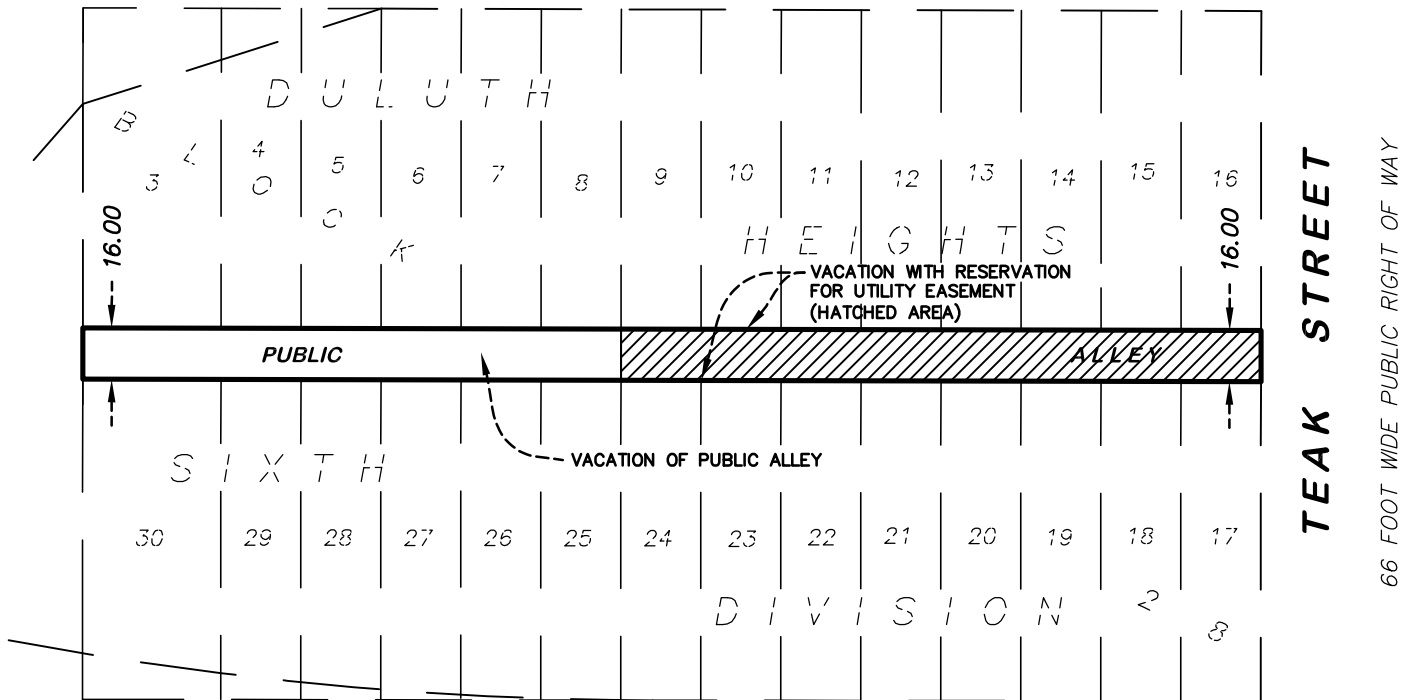 DULUTH
BLOCK
3 4 5 6 7 8 9 10 11 12 13 14 15 16
16.00
16.00
HEIGHTS
VACATION WITH RESERVATION
FOR UTILITY EASEMENT
(HATCHED AREA)
PUBLIC ALLEY
SIXTH
VACATION OF PUBLIC ALLEY
30 29 28 27 26 25 24 23 22 21 20 19 18 17
DIVISION
28
TEAK STREET
66 FOOT WIDE PUBLIC RIGHT OF WAY